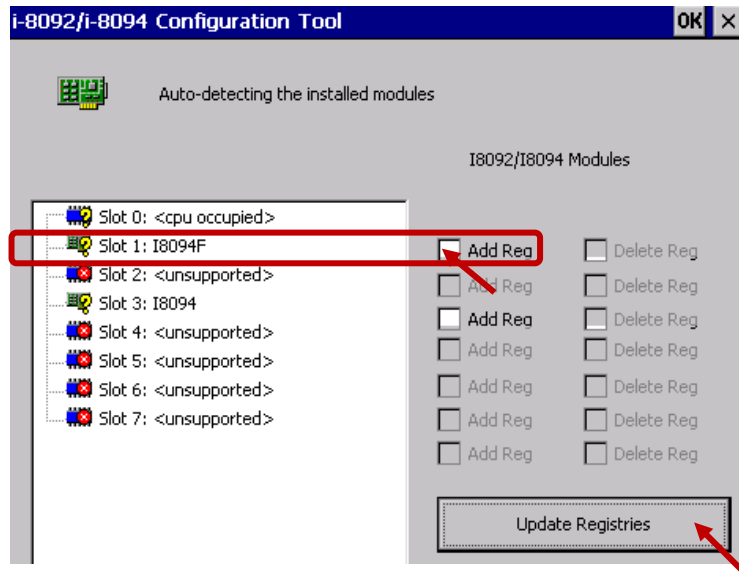 i-8092/i-8094 Configuration Tool OK ×
Auto-detecting the installed modules
I8092/I8094 Modules
Slot 0: <cpu occupied>
Slot 1: I8094F Add Reg Delete Reg
Slot 2: <unsupported> Add Reg Delete Reg
Slot 3: I8094 Add Reg Delete Reg
Slot 4: <unsupported> Add Reg Delete Reg
Slot 5: <unsupported> Add Reg Delete Reg
Slot 6: <unsupported> Add Reg Delete Reg
Slot 7: <unsupported> Add Reg Delete Reg
Update Registries